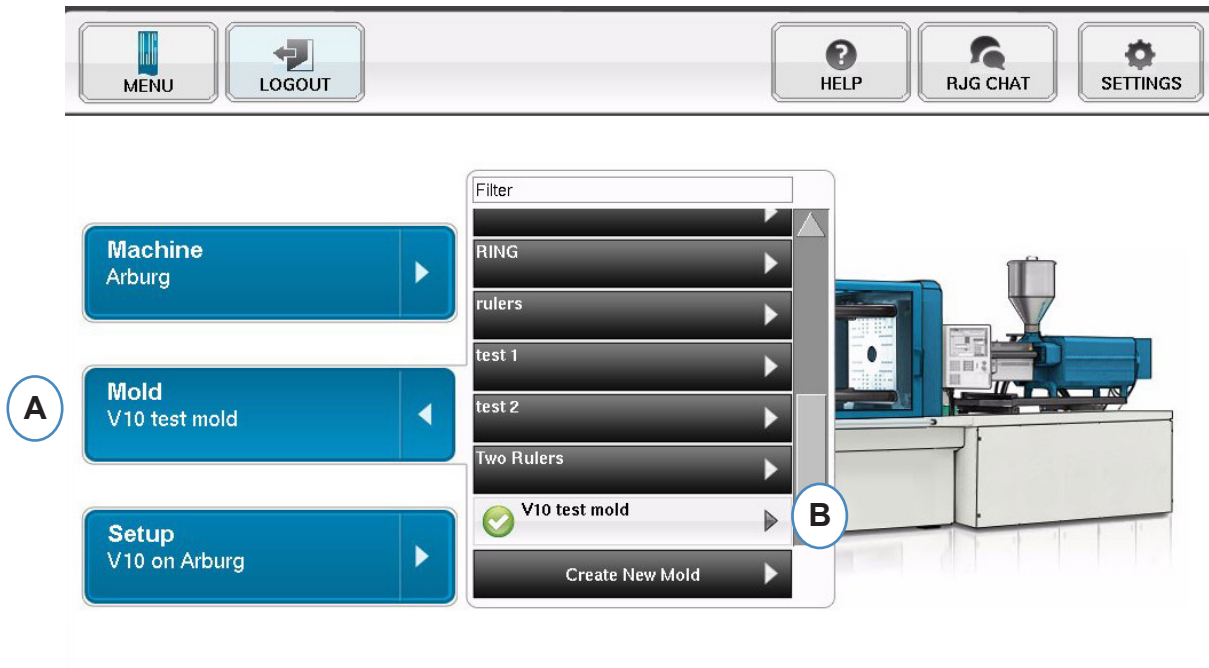 MENU
LOGOUT
HELP
RJG CHAT
SETTINGS
Filter
Machine
Arburg
RING
rulers
test 1
A
Mold
V10 test mold
test 2
Two Rulers
V10 test mold
B
Setup
V10 on Arburg
Create New Mold